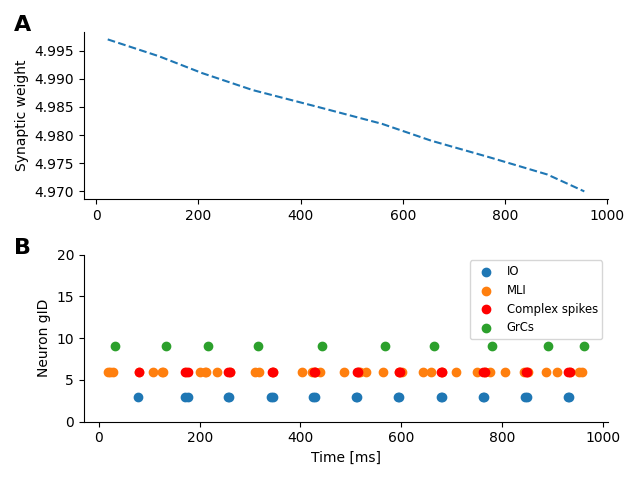 A
4.995
4.990
4.985
4.980
4.975
4.970
Synaptic weight
0 200 400 600 800 1000
B
20
15
10
5
0
Neuron gID
IO
MLI
Complex spikes
GrCs
0 200 400 600 800 1000
Time [ms]